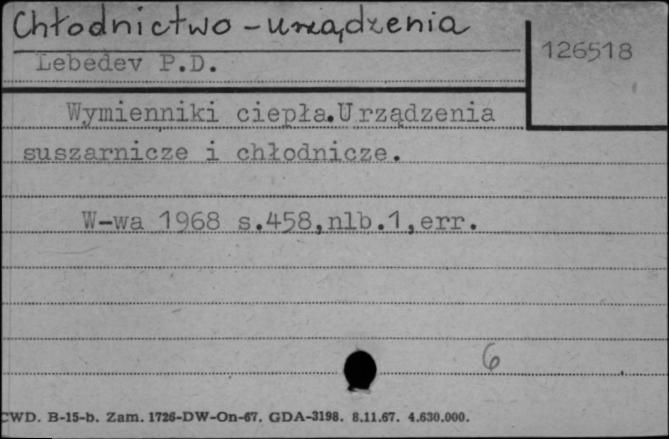 Chłodnictwo - urządzenia
126518
Lebedev P.D.
Wymienniki ciepła.Urządzenia
suszarnicze i chłodnicze.
W-wa 1968 s.458,nlb.1,err.
6
CWD. B-15-b. Zam. 1726-DW-On-67. GDA-3198. 8.11.67. 4.630.000.